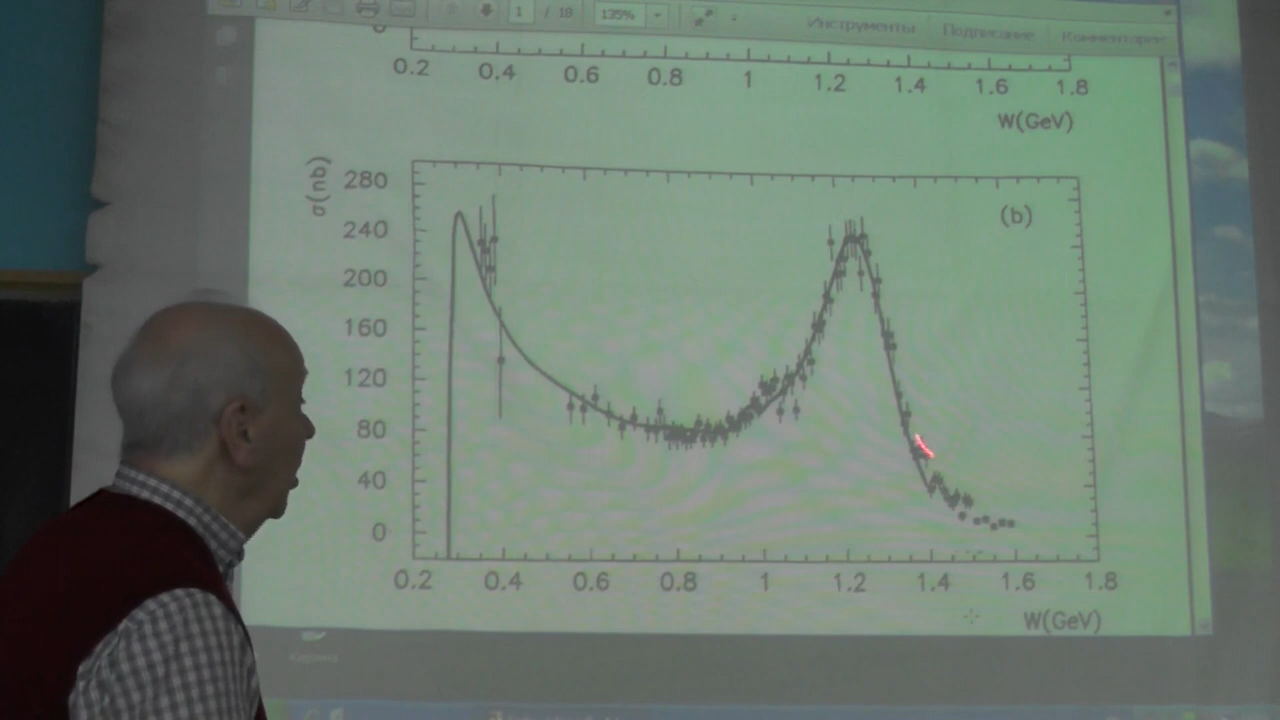 1 / 19 135%
Инструменты Подписание Комментарии
0
0.2 0.4 0.6 0.8 1 1.2 1.4 1.6 1.8
W(GeV)
σ(nb)
(b)
280
240
200
160
120
80
40
0
0.2 0.4 0.6 0.8 1 1.2 1.4 1.6 1.8
W(GeV)
Корзина